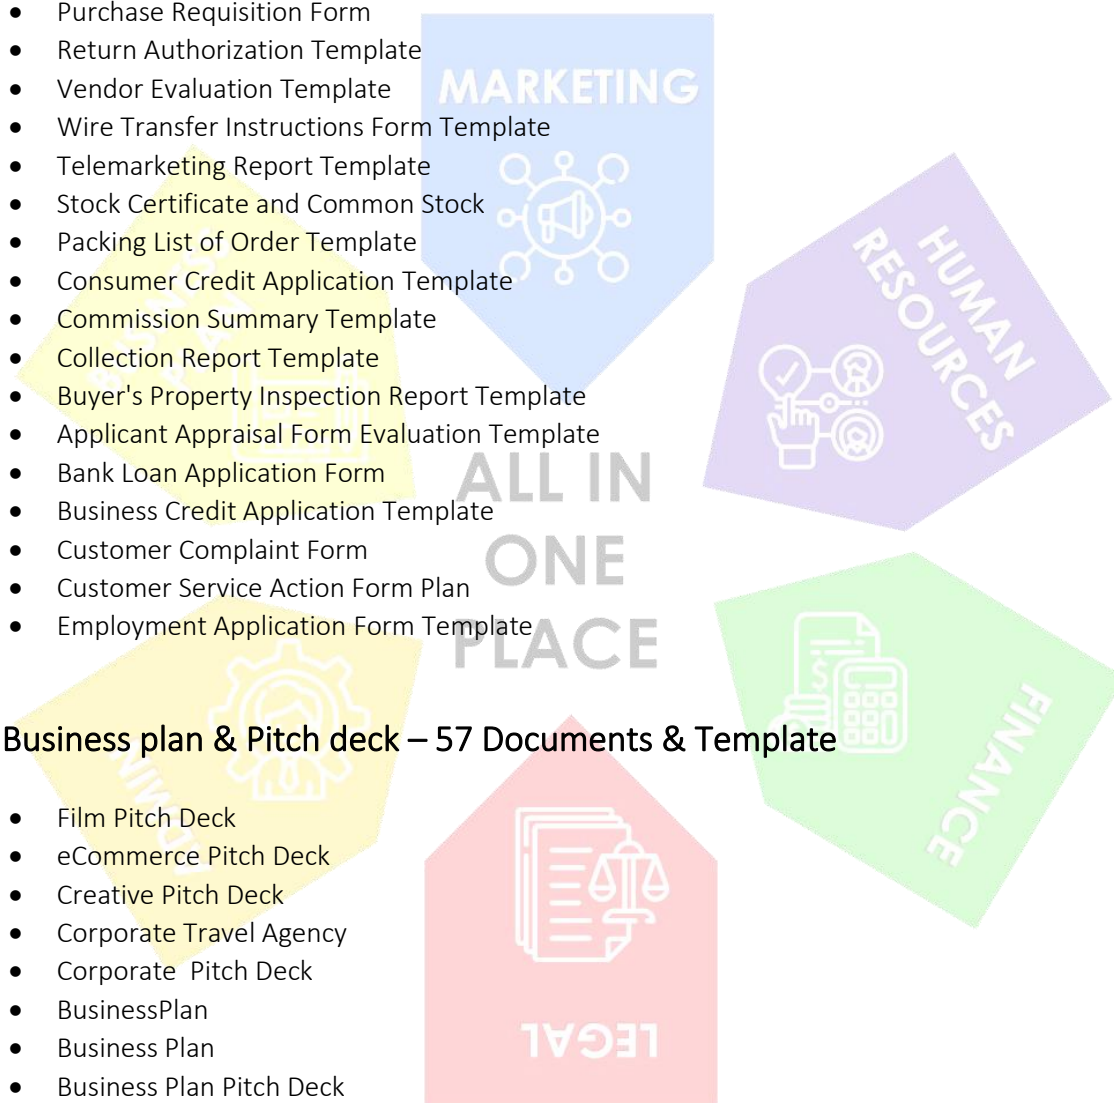 • Purchase Requisition Form
• Return Authorization Template
• Vendor Evaluation Template
• Wire Transfer Instructions Form Template
• Telemarketing Report Template
• Stock Certificate and Common Stock
• Packing List of Order Template
• Consumer Credit Application Template
• Commission Summary Template
• Collection Report Template
• Buyer's Property Inspection Report Template
• Applicant Appraisal Form Evaluation Template
• Bank Loan Application Form
• Business Credit Application Template
• Customer Complaint Form
• Customer Service Action Form Plan
• Employment Application Form Template
Business plan & Pitch deck – 57 Documents & Template
• Film Pitch Deck
• eCommerce Pitch Deck
• Creative Pitch Deck
• Corporate Travel Agency
• Corporate  Pitch Deck
• BusinessPlan
• Business Plan
• Business Plan Pitch Deck
MARKETING
HUMAN
RESOURCES
FINANCE
LEGAL
ADMIN
BUSINESS
PLAN
ALL IN
ONE
PLACE
$